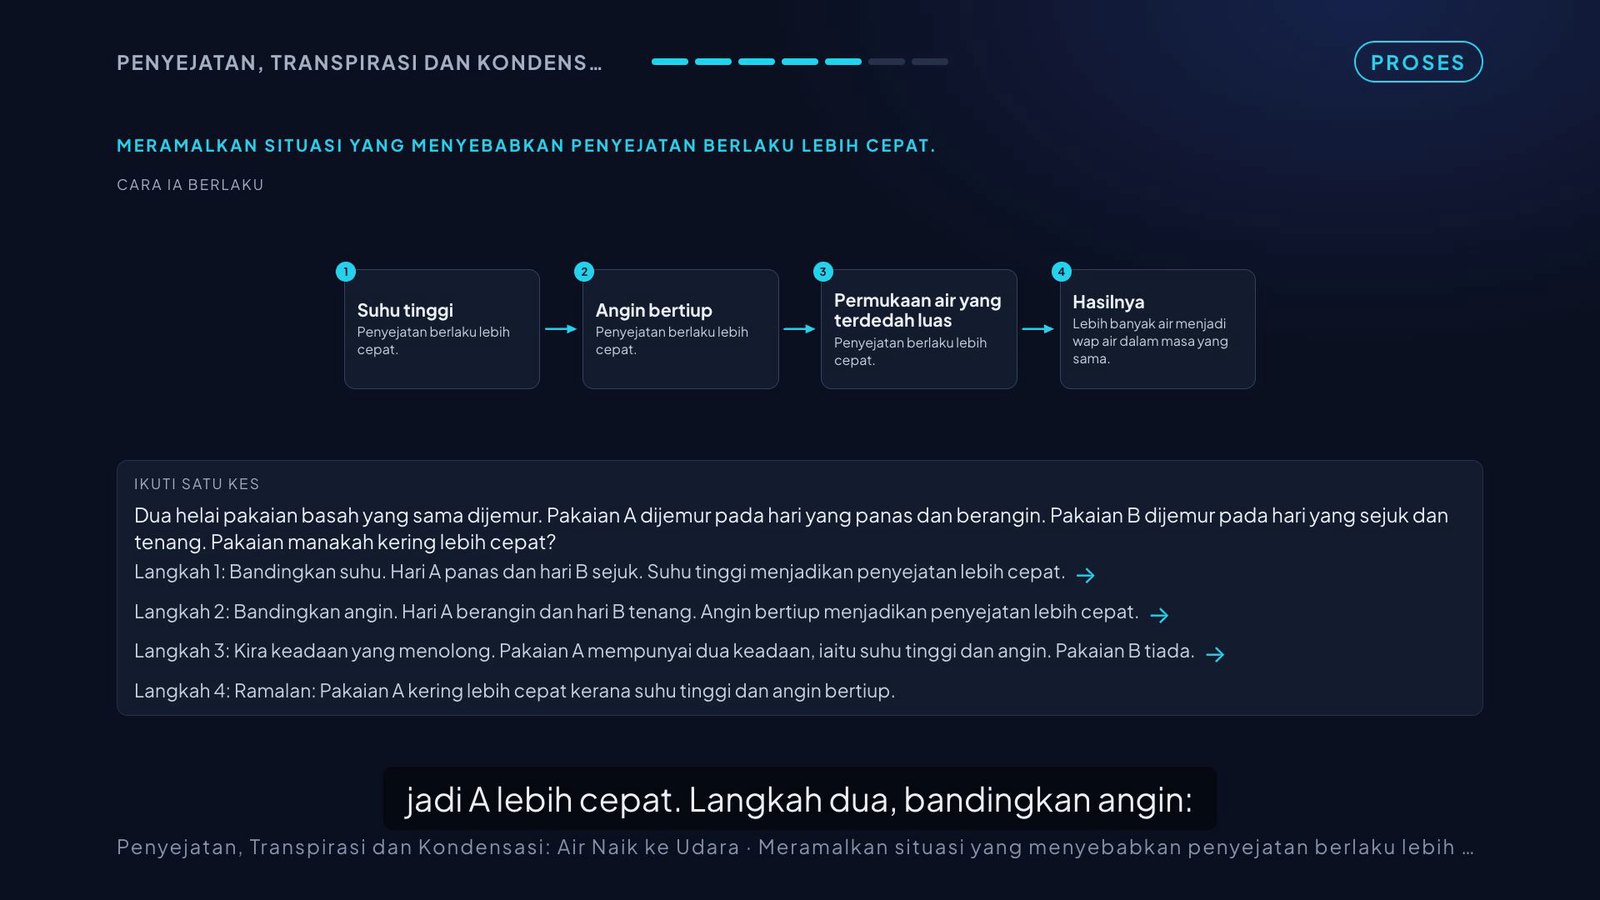 PENYEJATAN, TRANSPIRASI DAN KONDENS…
PROSES
MERAMALKAN SITUASI YANG MENYEBABKAN PENYEJATAN BERLAKU LEBIH CEPAT.
CARA IA BERLAKU
1
Suhu tinggi
Penyejatan berlaku lebih
cepat.
2
Angin bertiup
Penyejatan berlaku lebih
cepat.
3
Permukaan air yang
terdedah luas
Penyejatan berlaku lebih
cepat.
4
Hasilnya
Lebih banyak air menjadi
wap air dalam masa yang
sama.
IKUTI SATU KES
Dua helai pakaian basah yang sama dijemur. Pakaian A dijemur pada hari yang panas dan berangin. Pakaian B dijemur pada hari yang sejuk dan
tenang. Pakaian manakah kering lebih cepat?
Langkah 1: Bandingkan suhu. Hari A panas dan hari B sejuk. Suhu tinggi menjadikan penyejatan lebih cepat. →
Langkah 2: Bandingkan angin. Hari A berangin dan hari B tenang. Angin bertiup menjadikan penyejatan lebih cepat. →
Langkah 3: Kira keadaan yang menolong. Pakaian A mempunyai dua keadaan, iaitu suhu tinggi dan angin. Pakaian B tiada. →
Langkah 4: Ramalan: Pakaian A kering lebih cepat kerana suhu tinggi dan angin bertiup.
jadi A lebih cepat. Langkah dua, bandingkan angin:
Penyejatan, Transpirasi dan Kondensasi: Air Naik ke Udara · Meramalkan situasi yang menyebabkan penyejatan berlaku lebih …